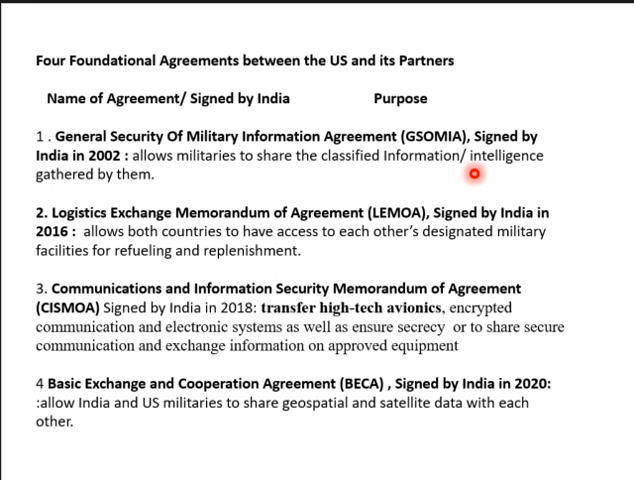 Four Foundational Agreements between the US and its Partners
Name of Agreement/ Signed by India Purpose
1 . General Security Of Military Information Agreement (GSOMIA), Signed by
India in 2002 : allows militaries to share the classified Information/ intelligence
gathered by them.
2. Logistics Exchange Memorandum of Agreement (LEMOA), Signed by India in
2016 : allows both countries to have access to each other’s designated military
facilities for refueling and replenishment.
3. Communications and Information Security Memorandum of Agreement
(CISMOA) Signed by India in 2018: transfer high-tech avionics, encrypted
communication and electronic systems as well as ensure secrecy or to share secure
communication and exchange information on approved equipment
4 Basic Exchange and Cooperation Agreement (BECA) , Signed by India in 2020:
:allow India and US militaries to share geospatial and satellite data with each
other.